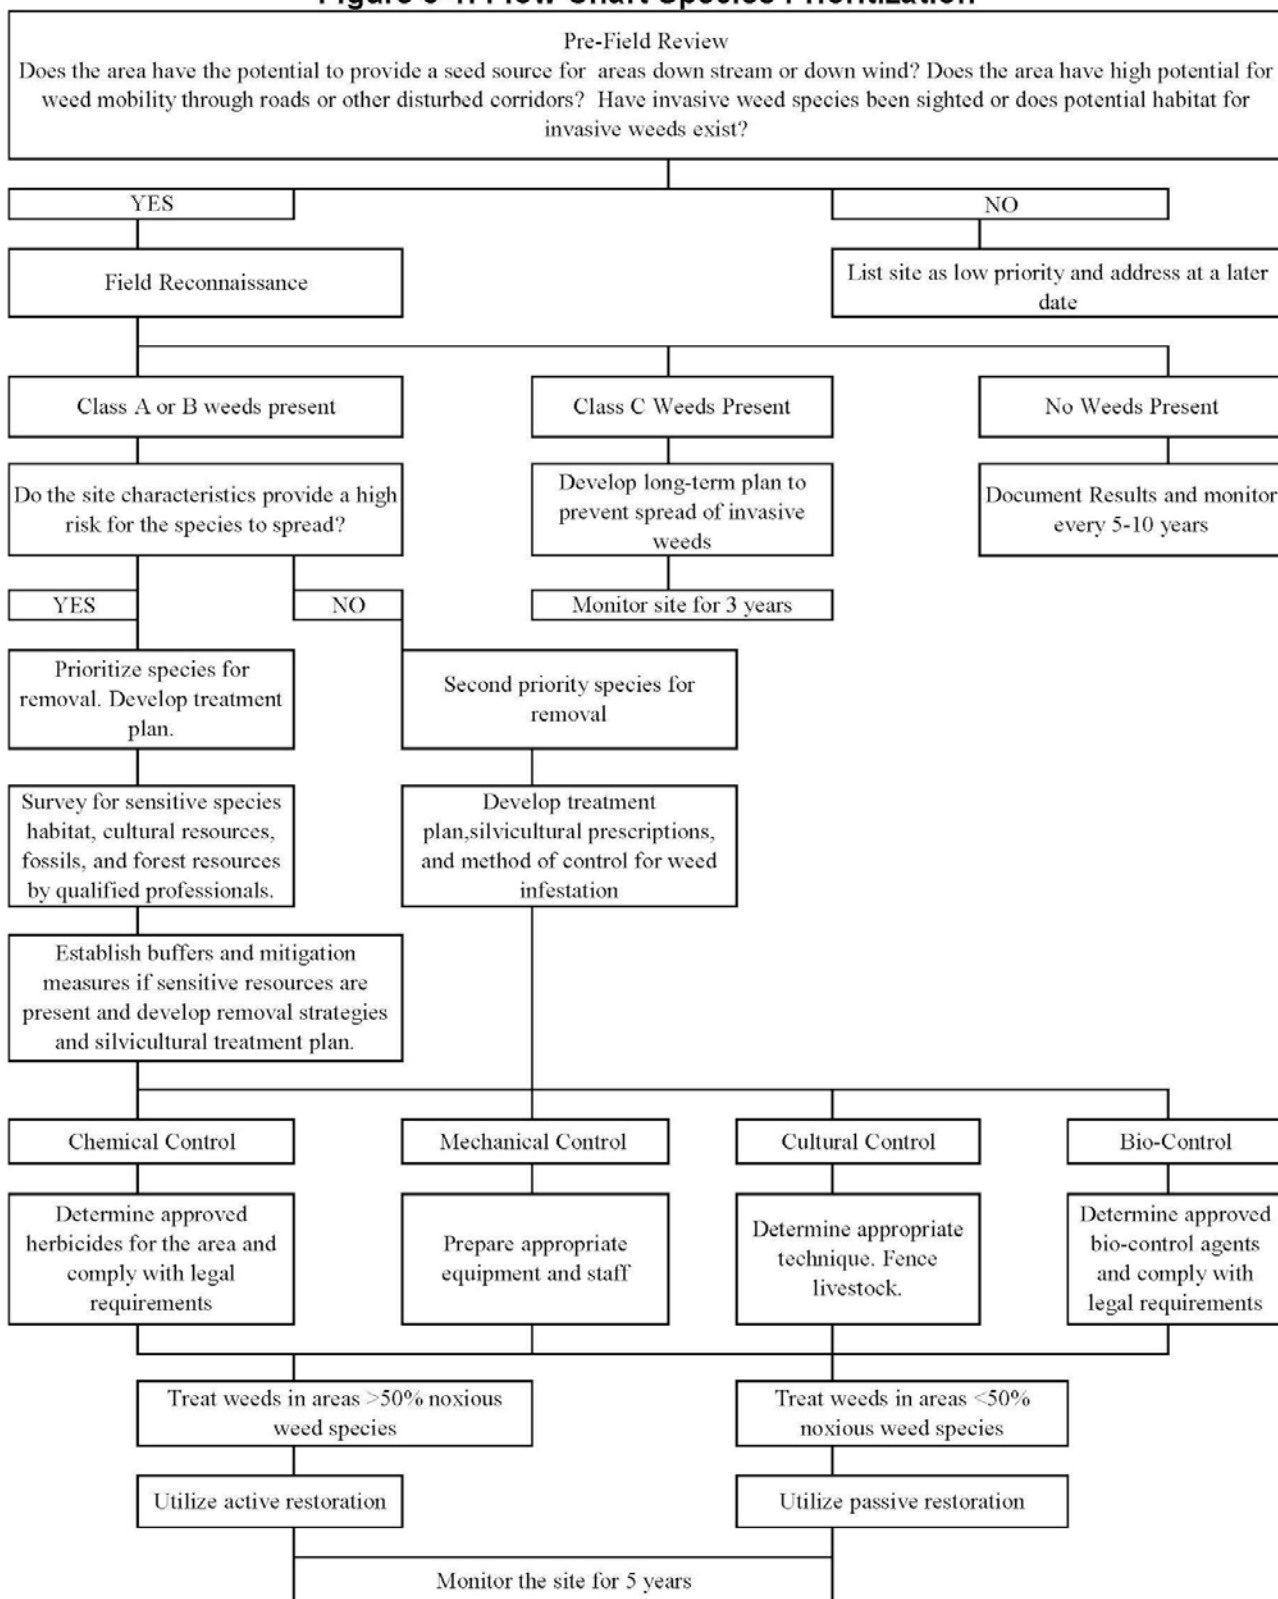 Figure 5-1. Flow Chart Species Prioritization
Pre-Field Review
Does the area have the potential to provide a seed source for areas down stream or down wind? Does the area have high potential for
weed mobility through roads or other disturbed corridors? Have invasive weed species been sighted or does potential habitat for
invasive weeds exist?
YES
NO
Field Reconnaissance
List site as low priority and address at a later
date
Class A or B weeds present
Class C Weeds Present
No Weeds Present
Do the site characteristics provide a high
risk for the species to spread?
Develop long-term plan to
prevent spread of invasive
weeds
Document Results and monitor
every 5-10 years
YES
NO
Monitor site for 3 years
Prioritize species for
removal. Develop treatment
plan.
Second priority species for
removal
Survey for sensitive species
habitat, cultural resources,
fossils, and forest resources
by qualified professionals.
Develop treatment
plan,silvicultural prescriptions,
and method of control for weed
infestation
Establish buffers and mitigation
measures if sensitive resources are
present and develop removal strategies
and silvicultural treatment plan.
Chemical Control
Mechanical Control
Cultural Control
Bio-Control
Determine approved
herbicides for the area and
comply with legal
requirements
Prepare appropriate
equipment and staff
Determine appropriate
technique. Fence
livestock.
Determine approved
bio-control agents
and comply with
legal requirements
Treat weeds in areas >50% noxious
weed species
Treat weeds in areas <50%
noxious weed species
Utilize active restoration
Utilize passive restoration
Monitor the site for 5 years